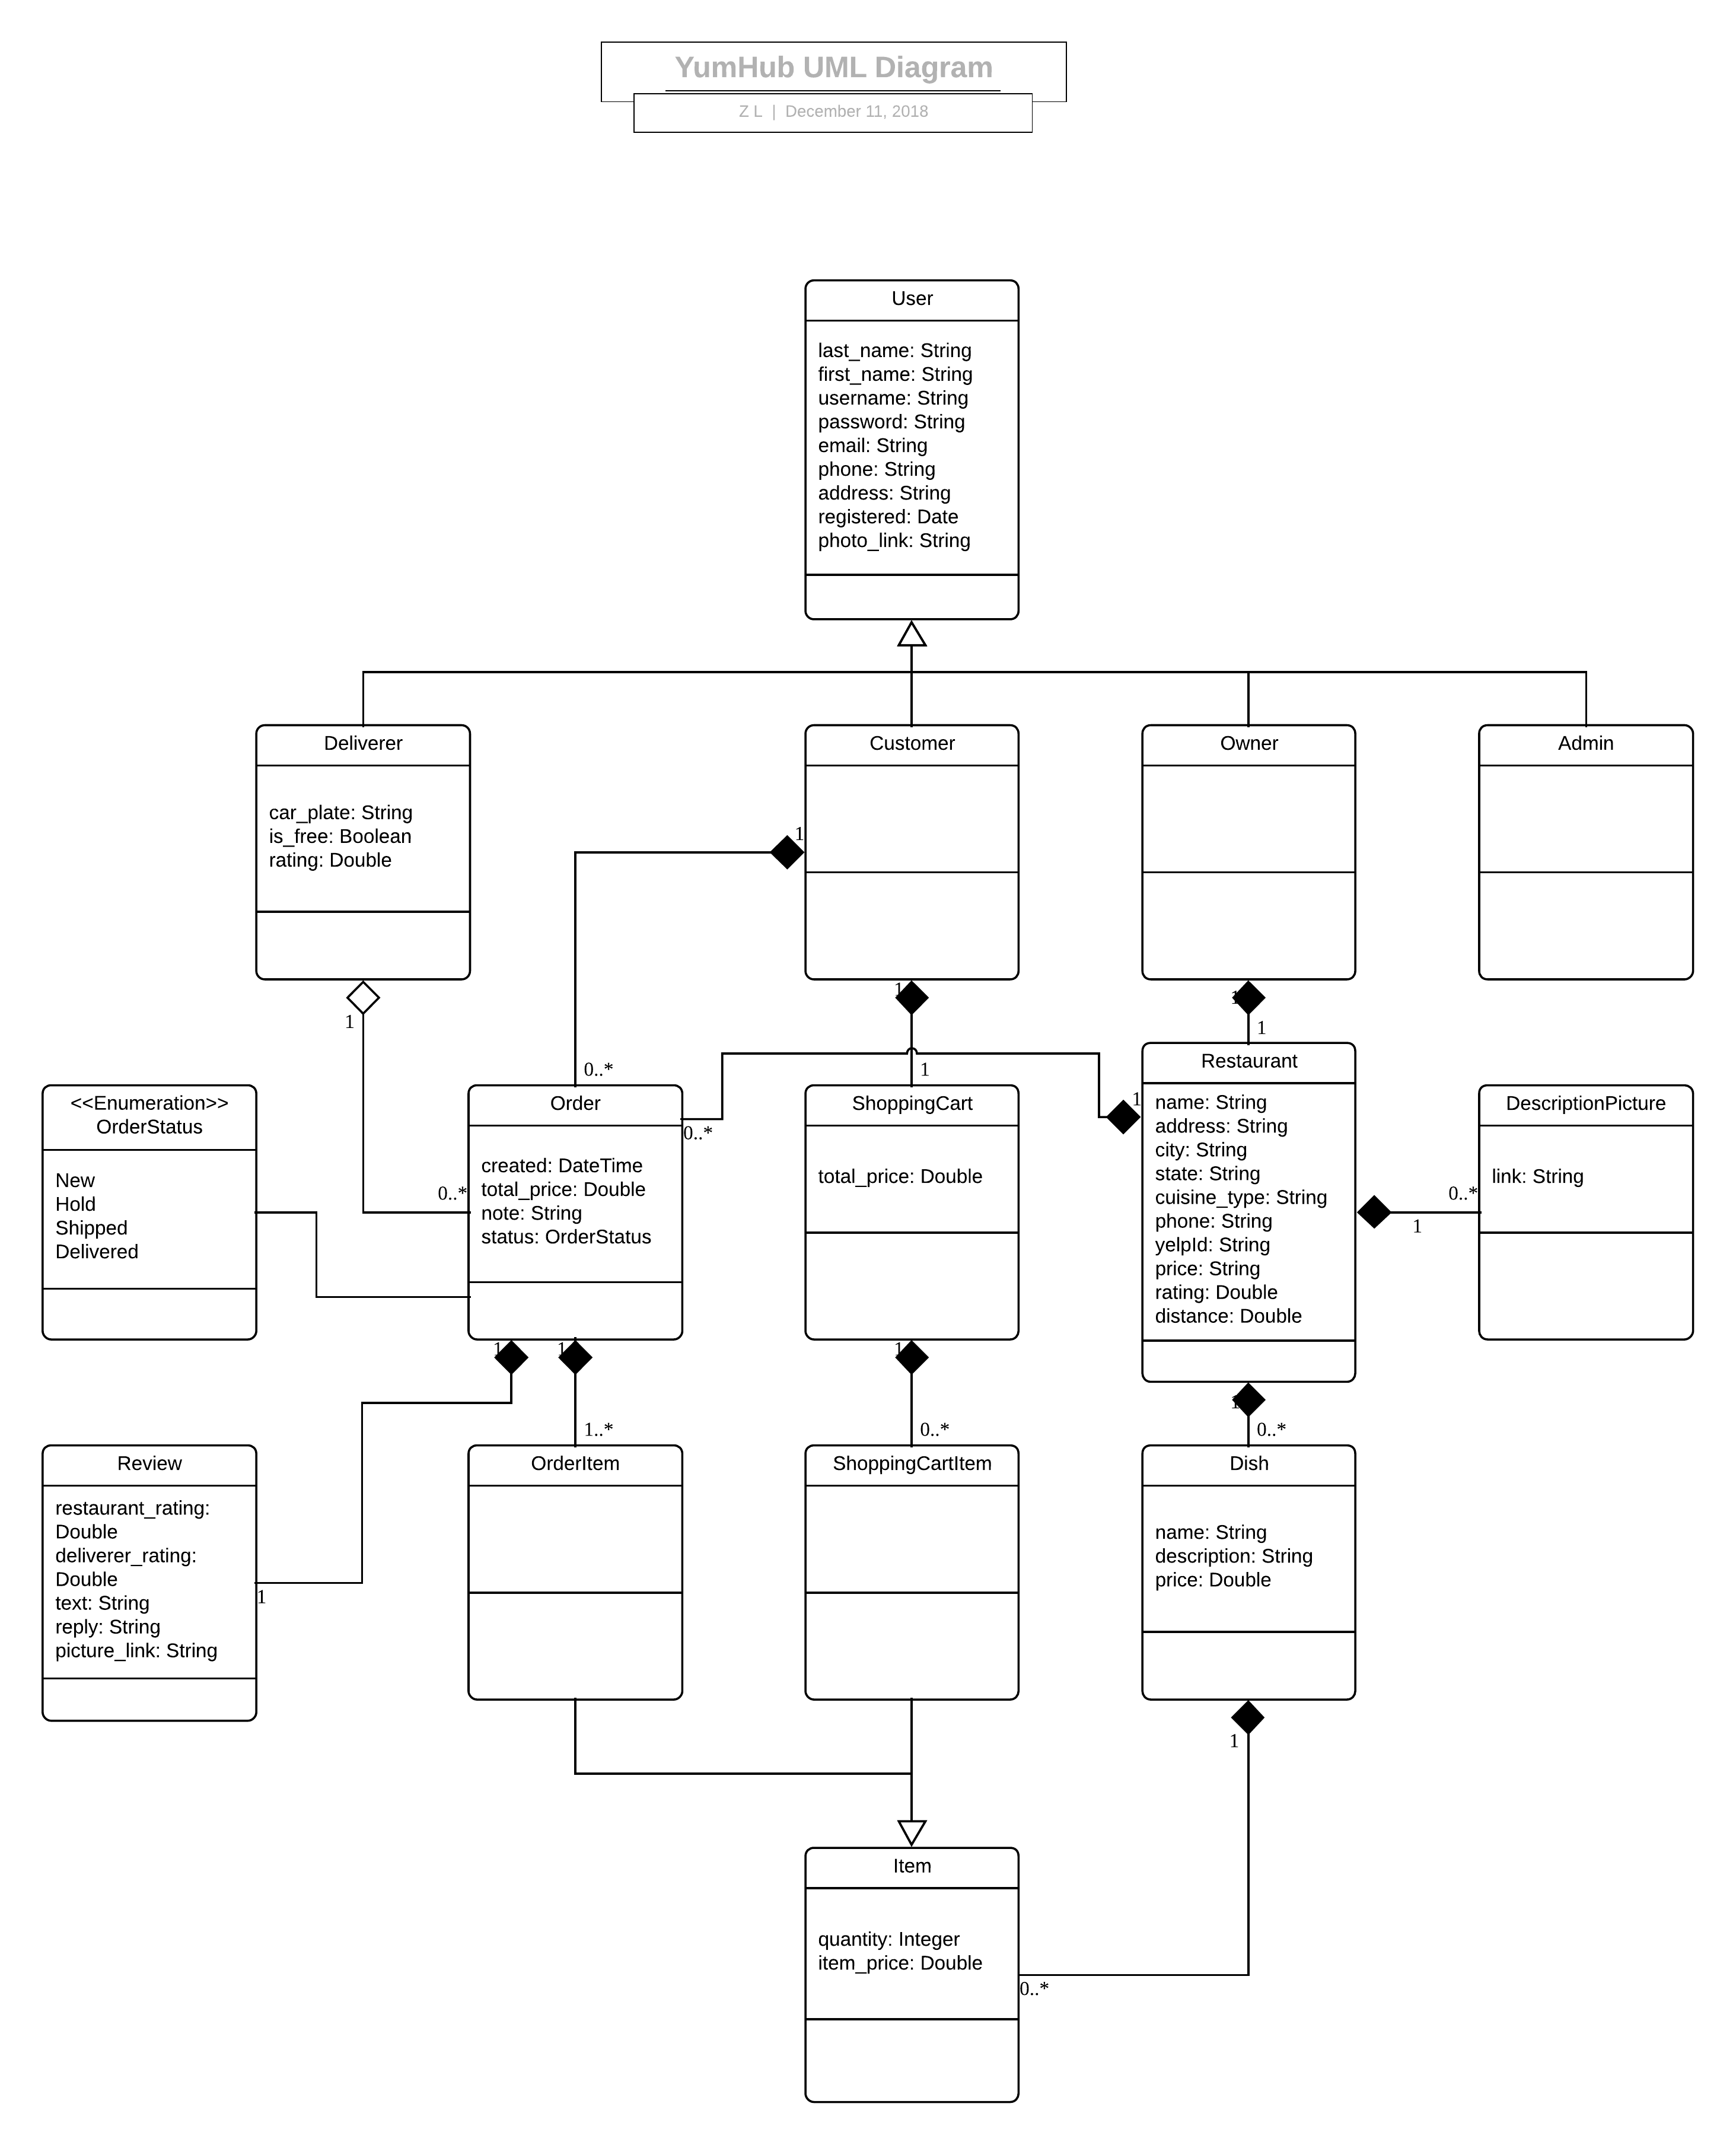 YumHub UML Diagram
Z L | December 11, 2018
User
last_name: String
first_name: String
username: String
password: String
email: String
phone: String
address: String
registered: Date
photo_link: String
Deliverer
car_plate: String
is_free: Boolean
rating: Double
Customer
Owner
Admin
1
1
1
1
1
0..*
1
<<Enumeration>>
OrderStatus
New
Hold
Shipped
Delivered
Order
created: DateTime
total_price: Double
note: String
status: OrderStatus
0..*
0..*
ShoppingCart
total_price: Double
1
Restaurant
name: String
address: String
city: String
state: String
cuisine_type: String
phone: String
yelpId: String
price: String
rating: Double
distance: Double
0..*
1
DescriptionPicture
link: String
1
1
1
1
1..*
0..*
0..*
Review
restaurant_rating:
Double
deliverer_rating:
Double
text: String
reply: String
picture_link: String
1
OrderItem
ShoppingCartItem
Dish
name: String
description: String
price: Double
1
Item
quantity: Integer
item_price: Double
0..*